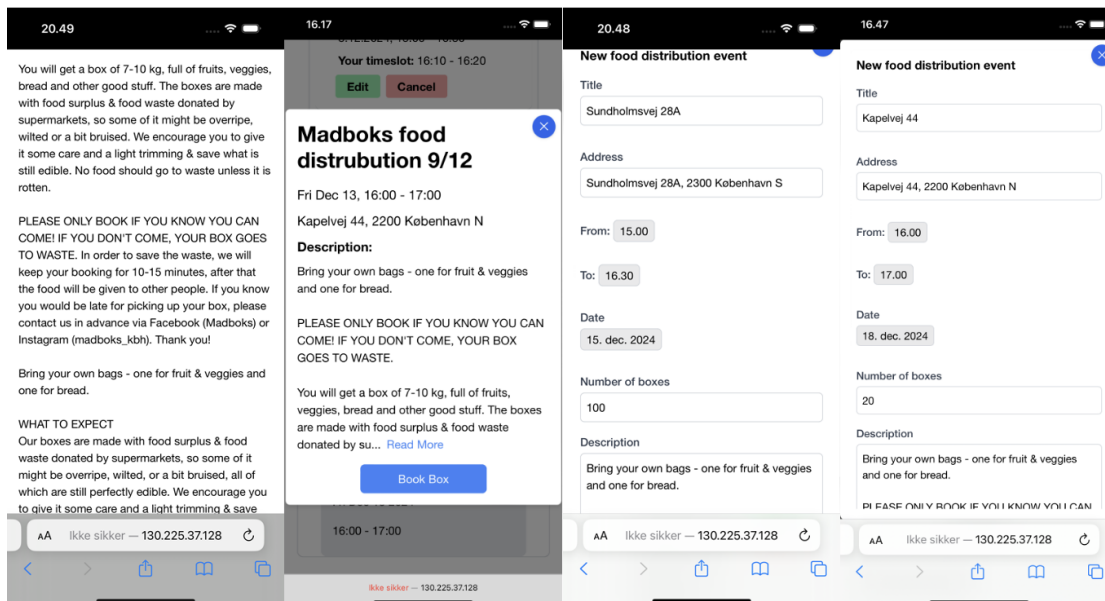 20.49
You will get a box of 7-10 kg, full of fruits, veggies,
bread and other good stuff. The boxes are made
with food surplus & food waste donated by
supermarkets, so some of it might be overripe,
wilted or a bit bruised. We encourage you to give
it some care and a light trimming & save what is
still edible. No food should go to waste unless it is
rotten.
PLEASE ONLY BOOK IF YOU KNOW YOU CAN
COME! IF YOU DON'T COME, YOUR BOX GOES
TO WASTE. In order to save the waste, we will
keep your booking for 10-15 minutes, after that
the food will be given to other people. If you know
you would be late for picking up your box, please
contact us in advance via Facebook (Madboks) or
Instagram (madboks_kbh). Thank you!
Bring your own bags - one for fruit & veggies and
one for bread.
WHAT TO EXPECT
Our boxes are made with food surplus & food
waste donated by supermarkets, so some of it
might be overripe, wilted, or a bit bruised, all of
which are still perfectly edible. We encourage you
to give it some care and a light trimming & save
AA Ikke sikker — 130.225.37.128
16.17
Your timeslot: 16:10 - 16:20
Edit Cancel
Madboks food
distrubution 9/12
Fri Dec 13, 16:00 - 17:00
Kapelvej 44, 2200 København N
Description:
Bring your own bags - one for fruit & veggies
and one for bread.
PLEASE ONLY BOOK IF YOU KNOW YOU CAN
COME! IF YOU DON'T COME, YOUR BOX
GOES TO WASTE.
You will get a box of 7-10 kg, full of fruits,
veggies, bread and other good stuff. The boxes
are made with food surplus & food waste
donated by su... Read More
Book Box
16:00 - 17:00
Ikke sikker — 130.225.37.128
20.48
New food distribution event
Title
Sundholmsvej 28A
Address
Sundholmsvej 28A, 2300 København S
From: 15.00
To: 16.30
Date
15. dec. 2024
Number of boxes
100
Description
Bring your own bags - one for fruit & veggies
and one for bread.
AA Ikke sikker — 130.225.37.128
16.47
New food distribution event
Title
Kapelvej 44
Address
Kapelvej 44, 2200 København N
From: 16.00
To: 17.00
Date
18. dec. 2024
Number of boxes
20
Description
Bring your own bags - one for fruit & veggies
and one for bread.
PLEASE ONLY BOOK IF YOU KNOW YOU CAN
AA Ikke sikker — 130.225.37.128